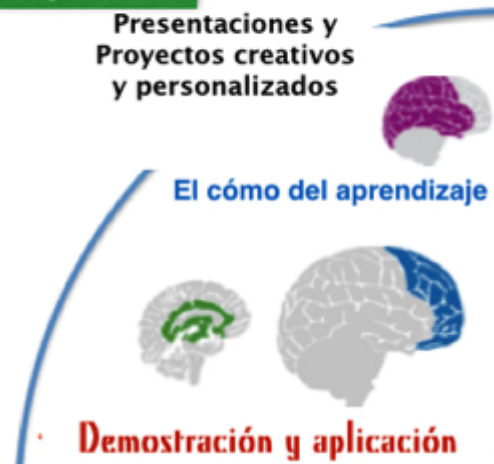 Presentaciones y
Proyectos creativos
y personalizados
El cómo del aprendizaje
Demostración y aplicación